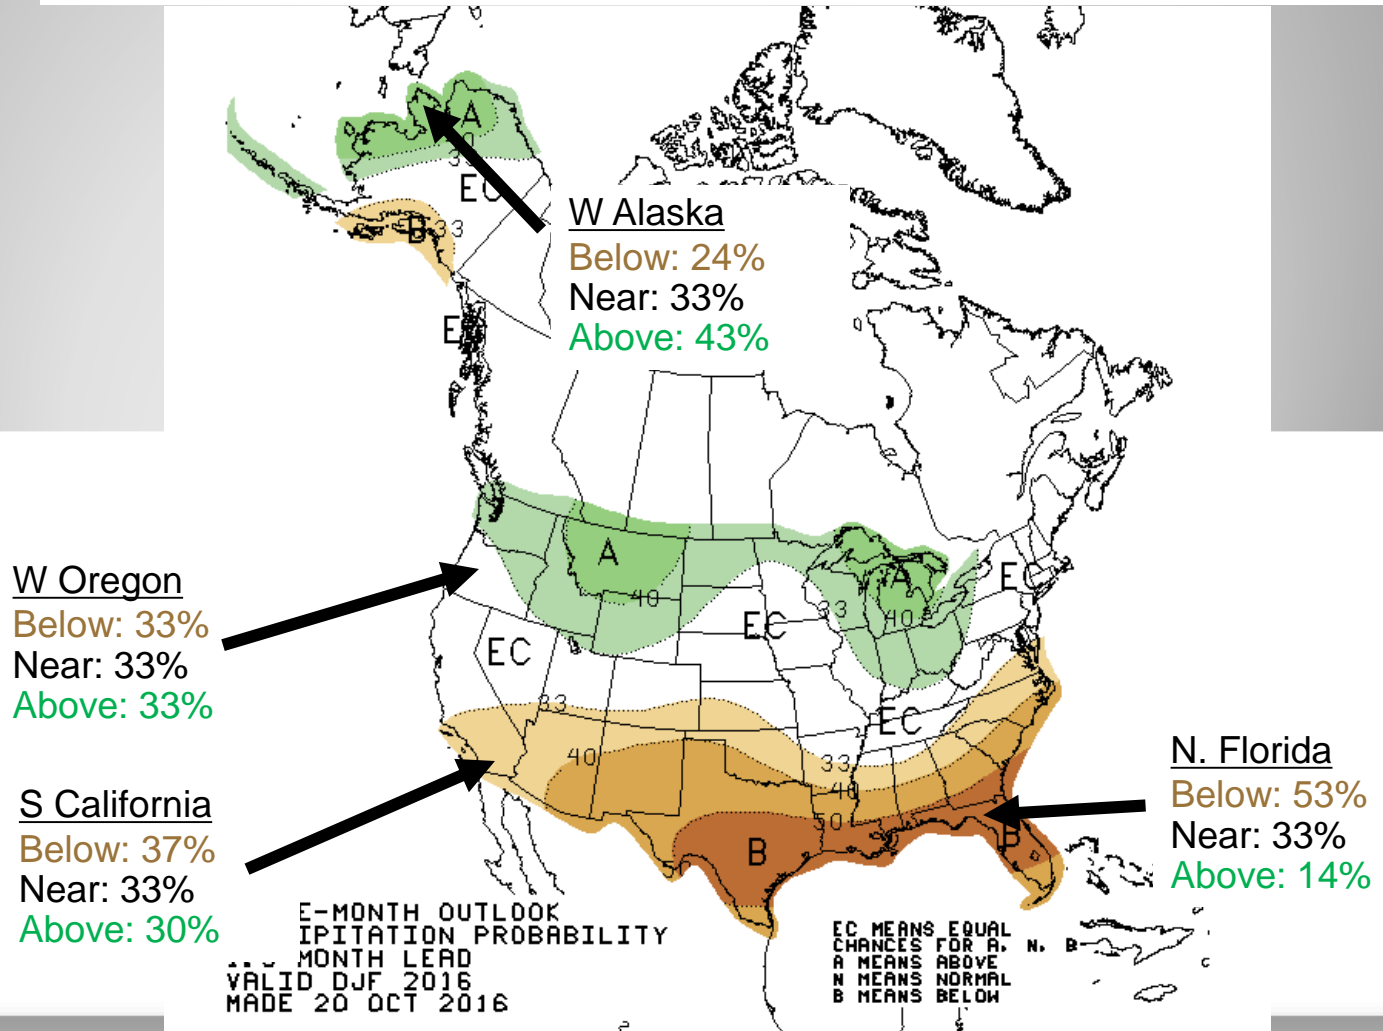 A
33
EC
B
33
W Alaska
Below: 24%
Near: 33%
Above: 43%
A
40
A
40
33
EC
EC
EC
W Oregon
Below: 33%
Near: 33%
Above: 33%
33
40
EC
33
40
50
B
B
S California
Below: 37%
Near: 33%
Above: 30%
N. Florida
Below: 53%
Near: 33%
Above: 14%
E-MONTH OUTLOOK
IPITATION PROBABILITY
MONTH LEAD
VALID DJF 2016
MADE 20 OCT 2016
EC MEANS EQUAL
CHANCES FOR A, N, B
A MEANS ABOVE
N MEANS NORMAL
B MEANS BELOW